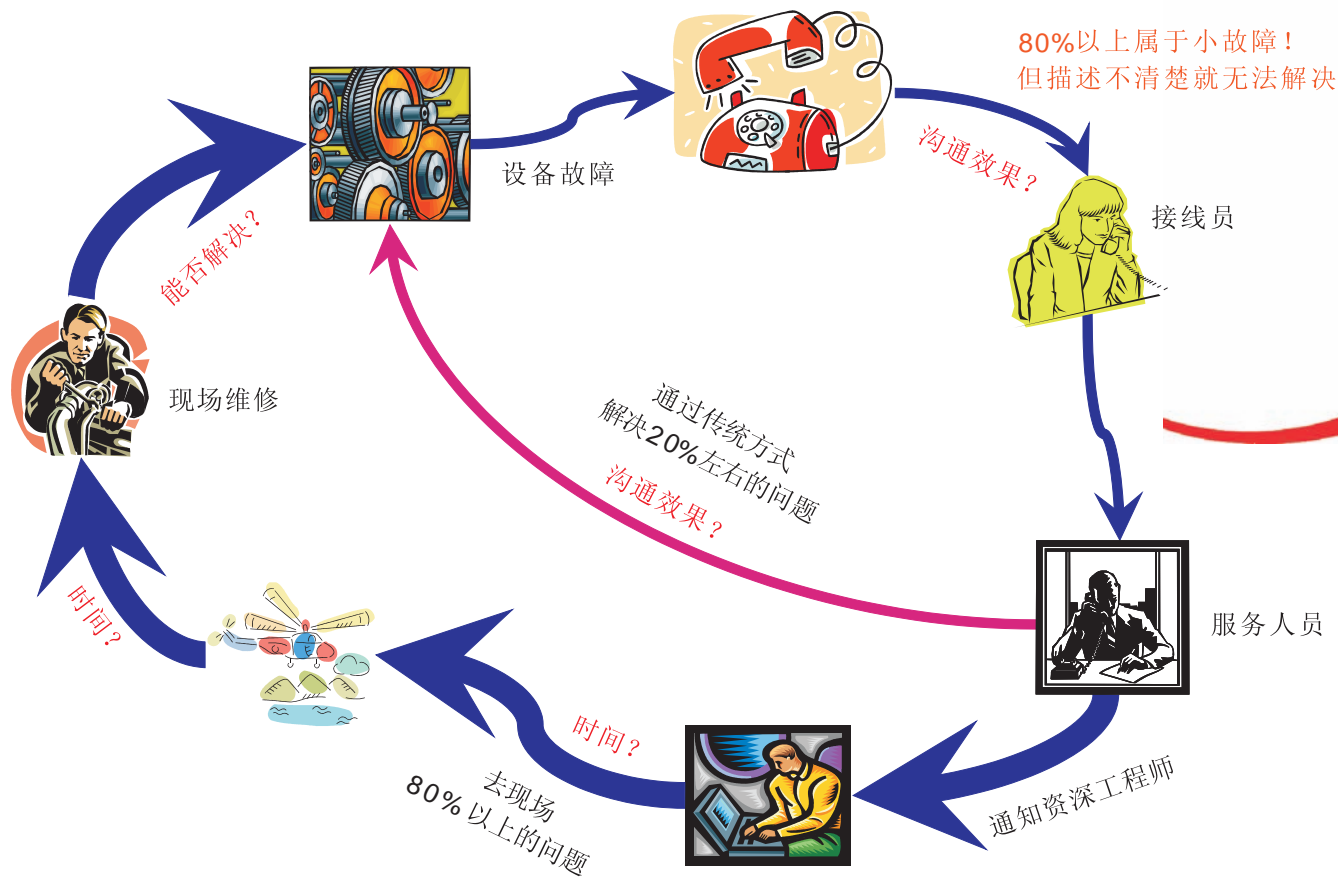 80%以上属于小故障！
但描述不清楚就无法解决
设备故障
沟通效果？
接线员
能否解决？
现场维修
通过传统方式
解决20%左右的问题
沟通效果？
服务人员
时间？
时间？
去现场
80%以上的问题
通知资深工程师